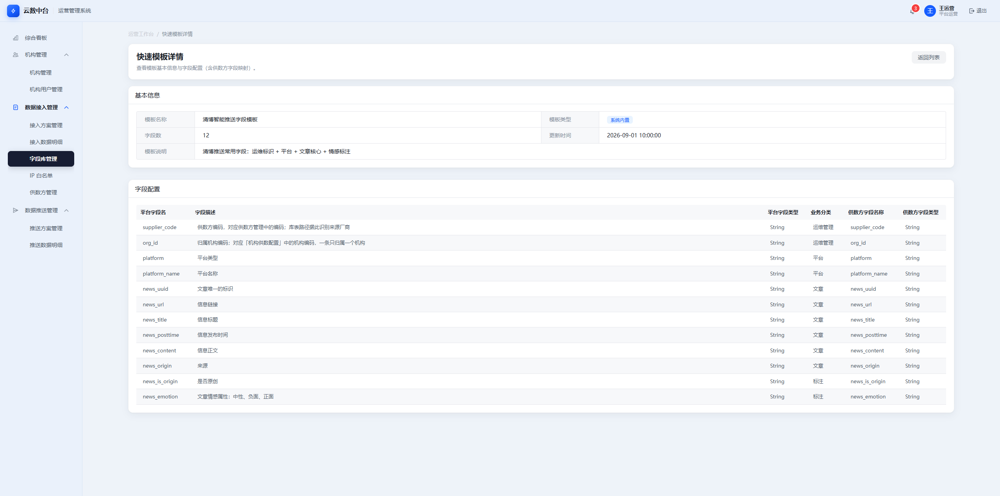 云数中台 运营管理系统 3 王 王运营 平台运营 退出
综合看板
机构管理
机构管理
机构用户管理
数据接入管理
接入方案管理
接入数据明细
字段库管理
IP 白名单
供数方管理
数据推送管理
推送方案管理
推送数据明细
运营工作台 / 快速模板详情
快速模板详情 返回列表
查看模板基本信息与字段配置（含供数方字段映射）。
基本信息
模板名称 清博智能推送字段模板 模板类型 系统内置
字段数 12 更新时间 2026-09-01 10:00:00
模板说明 清博推送常用字段：运维标识 + 平台 + 文章核心 + 情感标注
字段配置
平台字段名 字段描述 平台字段类型 业务分类 供数方字段名称 供数方字段类型
supplier_code 供数方编码，对应供数方管理中的编码；库表路径据此识别来源厂商 String 运维管理 supplier_code String
org_id 归属机构编码；对应「机构供数配置」中的机构编码，一条只归属一个机构 String 运维管理 org_id String
platform 平台类型 String 平台 platform String
platform_name 平台名称 String 平台 platform_name String
news_uuid 文章唯一的标识 String 文章 news_uuid String
news_url 信息链接 String 文章 news_url String
news_title 信息标题 String 文章 news_title String
news_posttime 信息发布时间 String 文章 news_posttime String
news_content 信息正文 String 文章 news_content String
news_origin 来源 String 文章 news_origin String
news_is_origin 是否原创 String 标注 news_is_origin String
news_emotion 文章情感属性：中性、负面、正面 String 标注 news_emotion String